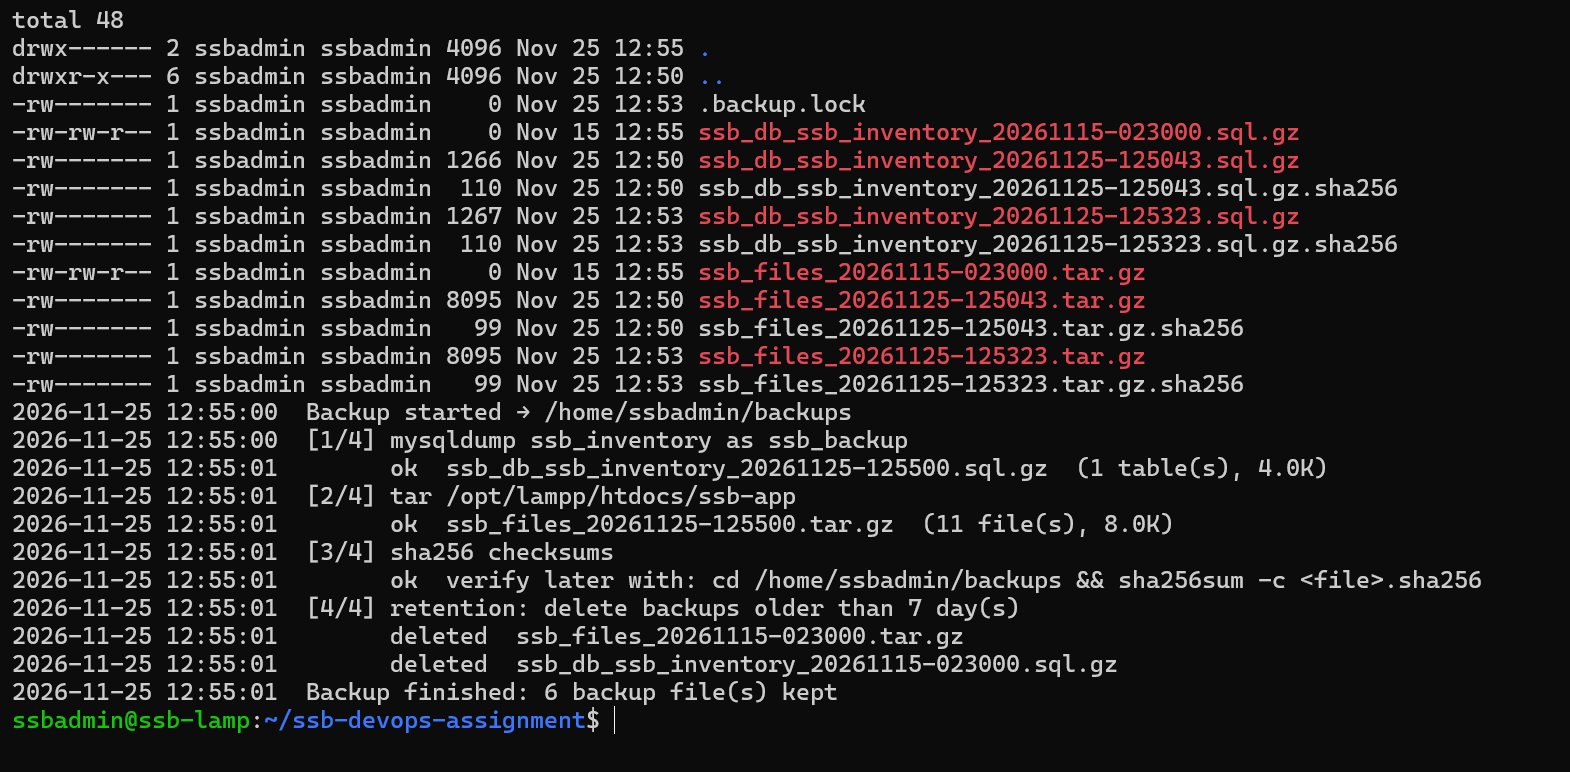 total 48
drwx------ 2 ssbadmin ssbadmin 4096 Nov 25 12:55 .
drwxr-x--- 6 ssbadmin ssbadmin 4096 Nov 25 12:50 ..
-rw------- 1 ssbadmin ssbadmin    0 Nov 25 12:53 .backup.lock
-rw-rw-r-- 1 ssbadmin ssbadmin    0 Nov 15 12:55 ssb_db_ssb_inventory_20261115-023000.sql.gz
-rw------- 1 ssbadmin ssbadmin 1266 Nov 25 12:50 ssb_db_ssb_inventory_20261125-125043.sql.gz
-rw------- 1 ssbadmin ssbadmin  110 Nov 25 12:50 ssb_db_ssb_inventory_20261125-125043.sql.gz.sha256
-rw------- 1 ssbadmin ssbadmin 1267 Nov 25 12:53 ssb_db_ssb_inventory_20261125-125323.sql.gz
-rw------- 1 ssbadmin ssbadmin  110 Nov 25 12:53 ssb_db_ssb_inventory_20261125-125323.sql.gz.sha256
-rw-rw-r-- 1 ssbadmin ssbadmin    0 Nov 15 12:55 ssb_files_20261115-023000.tar.gz
-rw------- 1 ssbadmin ssbadmin 8095 Nov 25 12:50 ssb_files_20261125-125043.tar.gz
-rw------- 1 ssbadmin ssbadmin   99 Nov 25 12:50 ssb_files_20261125-125043.tar.gz.sha256
-rw------- 1 ssbadmin ssbadmin 8095 Nov 25 12:53 ssb_files_20261125-125323.tar.gz
-rw------- 1 ssbadmin ssbadmin   99 Nov 25 12:53 ssb_files_20261125-125323.tar.gz.sha256
2026-11-25 12:55:00  Backup started → /home/ssbadmin/backups
2026-11-25 12:55:00  [1/4] mysqldump ssb_inventory as ssb_backup
2026-11-25 12:55:01        ok  ssb_db_ssb_inventory_20261125-125500.sql.gz  (1 table(s), 4.0K)
2026-11-25 12:55:01  [2/4] tar /opt/lampp/htdocs/ssb-app
2026-11-25 12:55:01        ok  ssb_files_20261125-125500.tar.gz  (11 file(s), 8.0K)
2026-11-25 12:55:01  [3/4] sha256 checksums
2026-11-25 12:55:01        ok  verify later with: cd /home/ssbadmin/backups && sha256sum -c <file>.sha256
2026-11-25 12:55:01  [4/4] retention: delete backups older than 7 day(s)
2026-11-25 12:55:01        deleted  ssb_files_20261115-023000.tar.gz
2026-11-25 12:55:01        deleted  ssb_db_ssb_inventory_20261115-023000.sql.gz
2026-11-25 12:55:01  Backup finished: 6 backup file(s) kept
ssbadmin@ssb-lamp:~/ssb-devops-assignment$